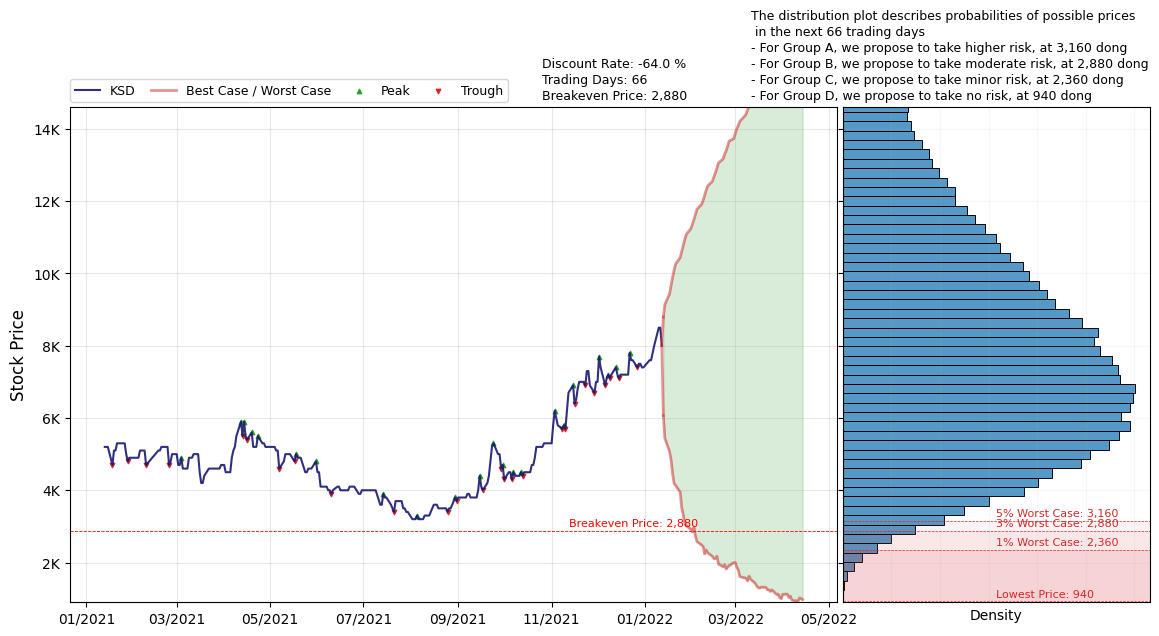 The distribution plot describes probabilities of possible prices
in the next 66 trading days
- For Group A, we propose to take higher risk, at 3,160 dong
- For Group B, we propose to take moderate risk, at 2,880 dong
- For Group C, we propose to take minor risk, at 2,360 dong
- For Group D, we propose to take no risk, at 940 dong
Discount Rate: -64.0 %
Trading Days: 66
Breakeven Price: 2,880
KSD Best Case / Worst Case Peak Trough
Stock Price
14K
12K
10K
8K
6K
4K
2K
Breakeven Price: 2,880
5% Worst Case: 3,160
3% Worst Case: 2,880
1% Worst Case: 2,360
Lowest Price: 940
01/2021 03/2021 05/2021 07/2021 09/2021 11/2021 01/2022 03/2022 05/2022
Density